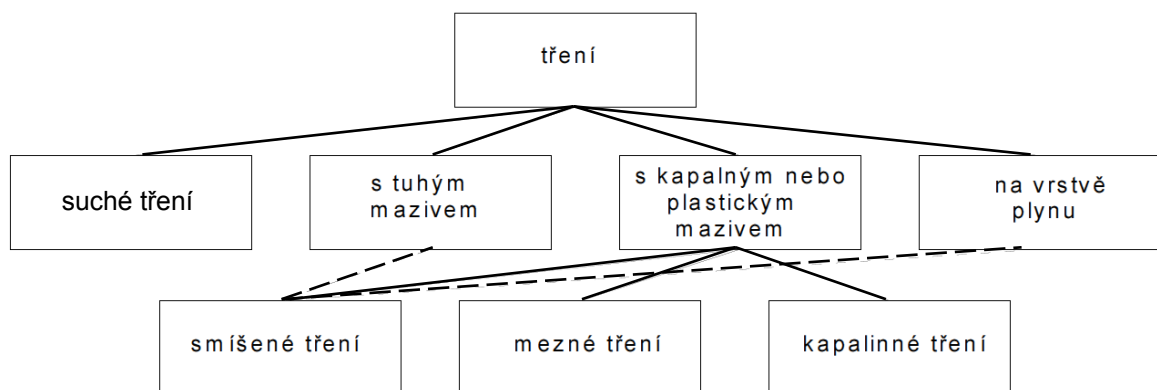 tření
suché tření
s tuhým
mazivem
s kapalným nebo
plastickým
mazivem
na vrstvě
plynu
smíšené tření
mezné tření
kapalinné tření